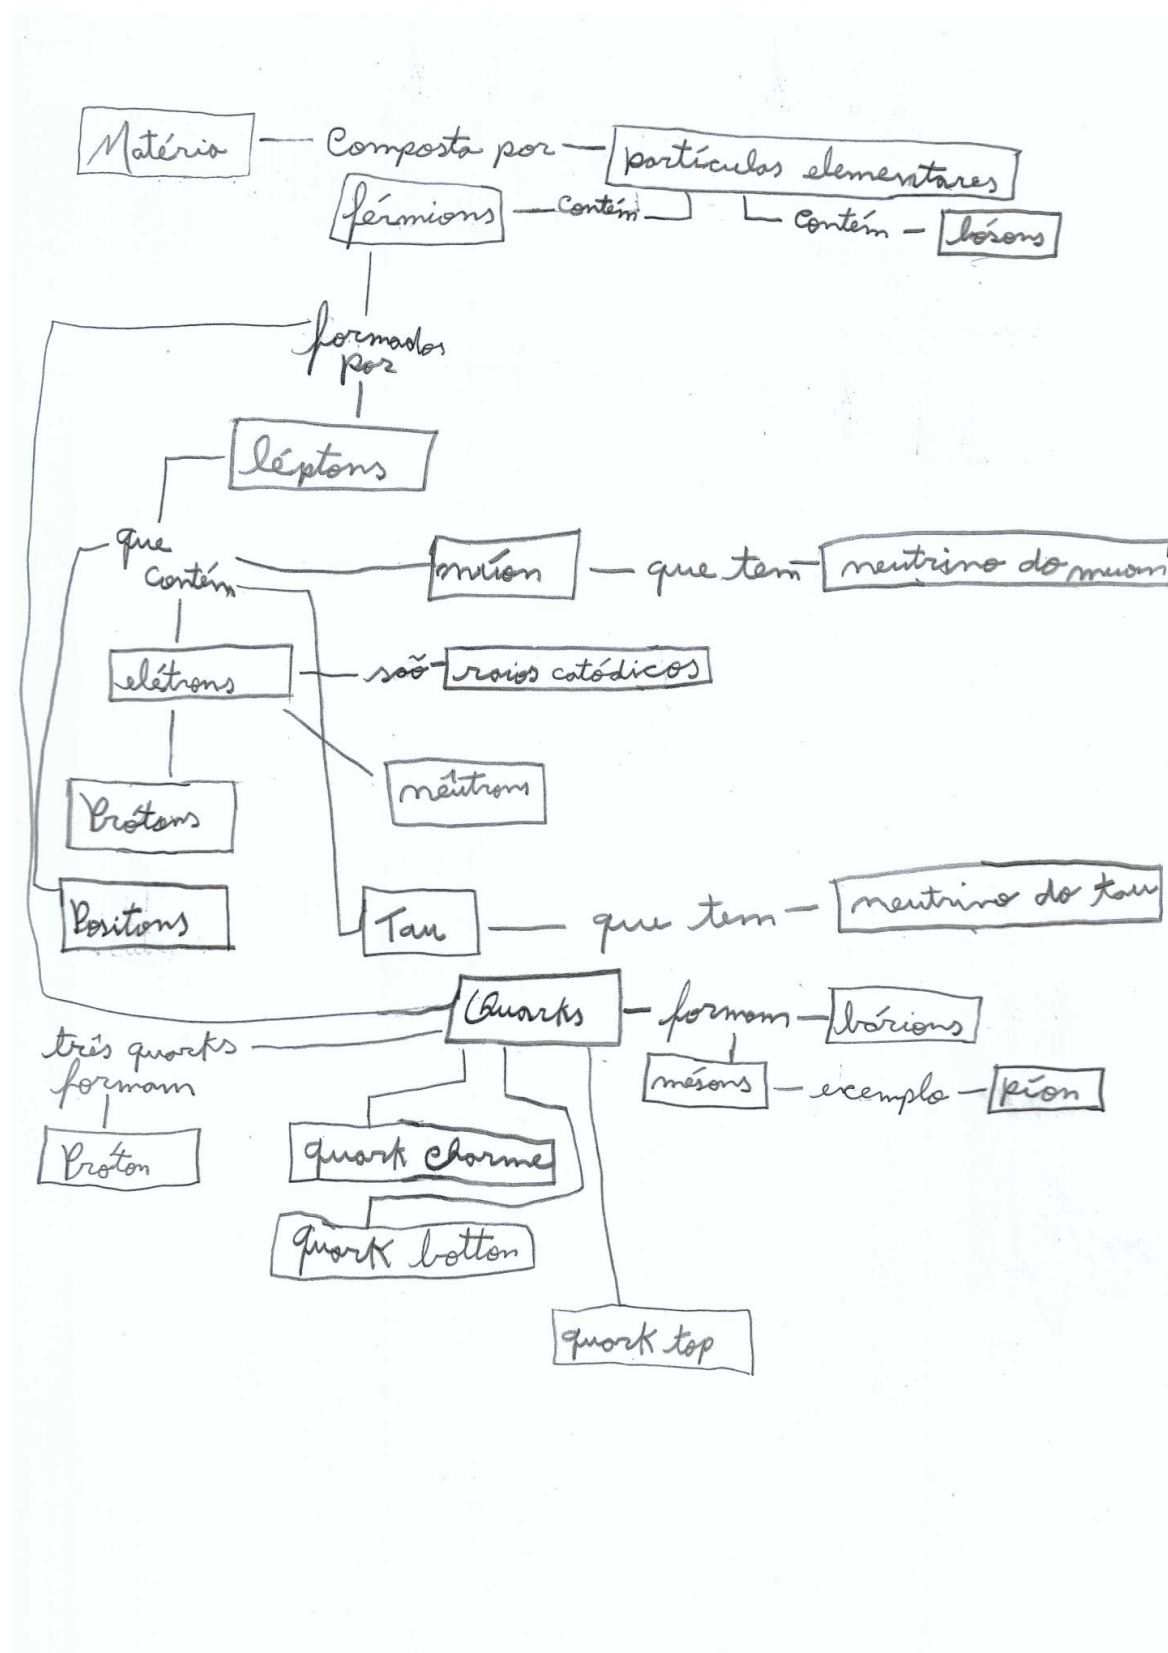 Matéria composta por partículas elementares
férmions contém contém bósons
formados
por
léptons
que
contém
múon que tem neutrino do muon
elétrons são raios catódicos
nêutrons
Prótons
Positons
Tau que tem neutrino do tau
Quarks formam bárions
três quarks
formam
mésons exemplo píon
Próton
quark charme
quark botton
quark top